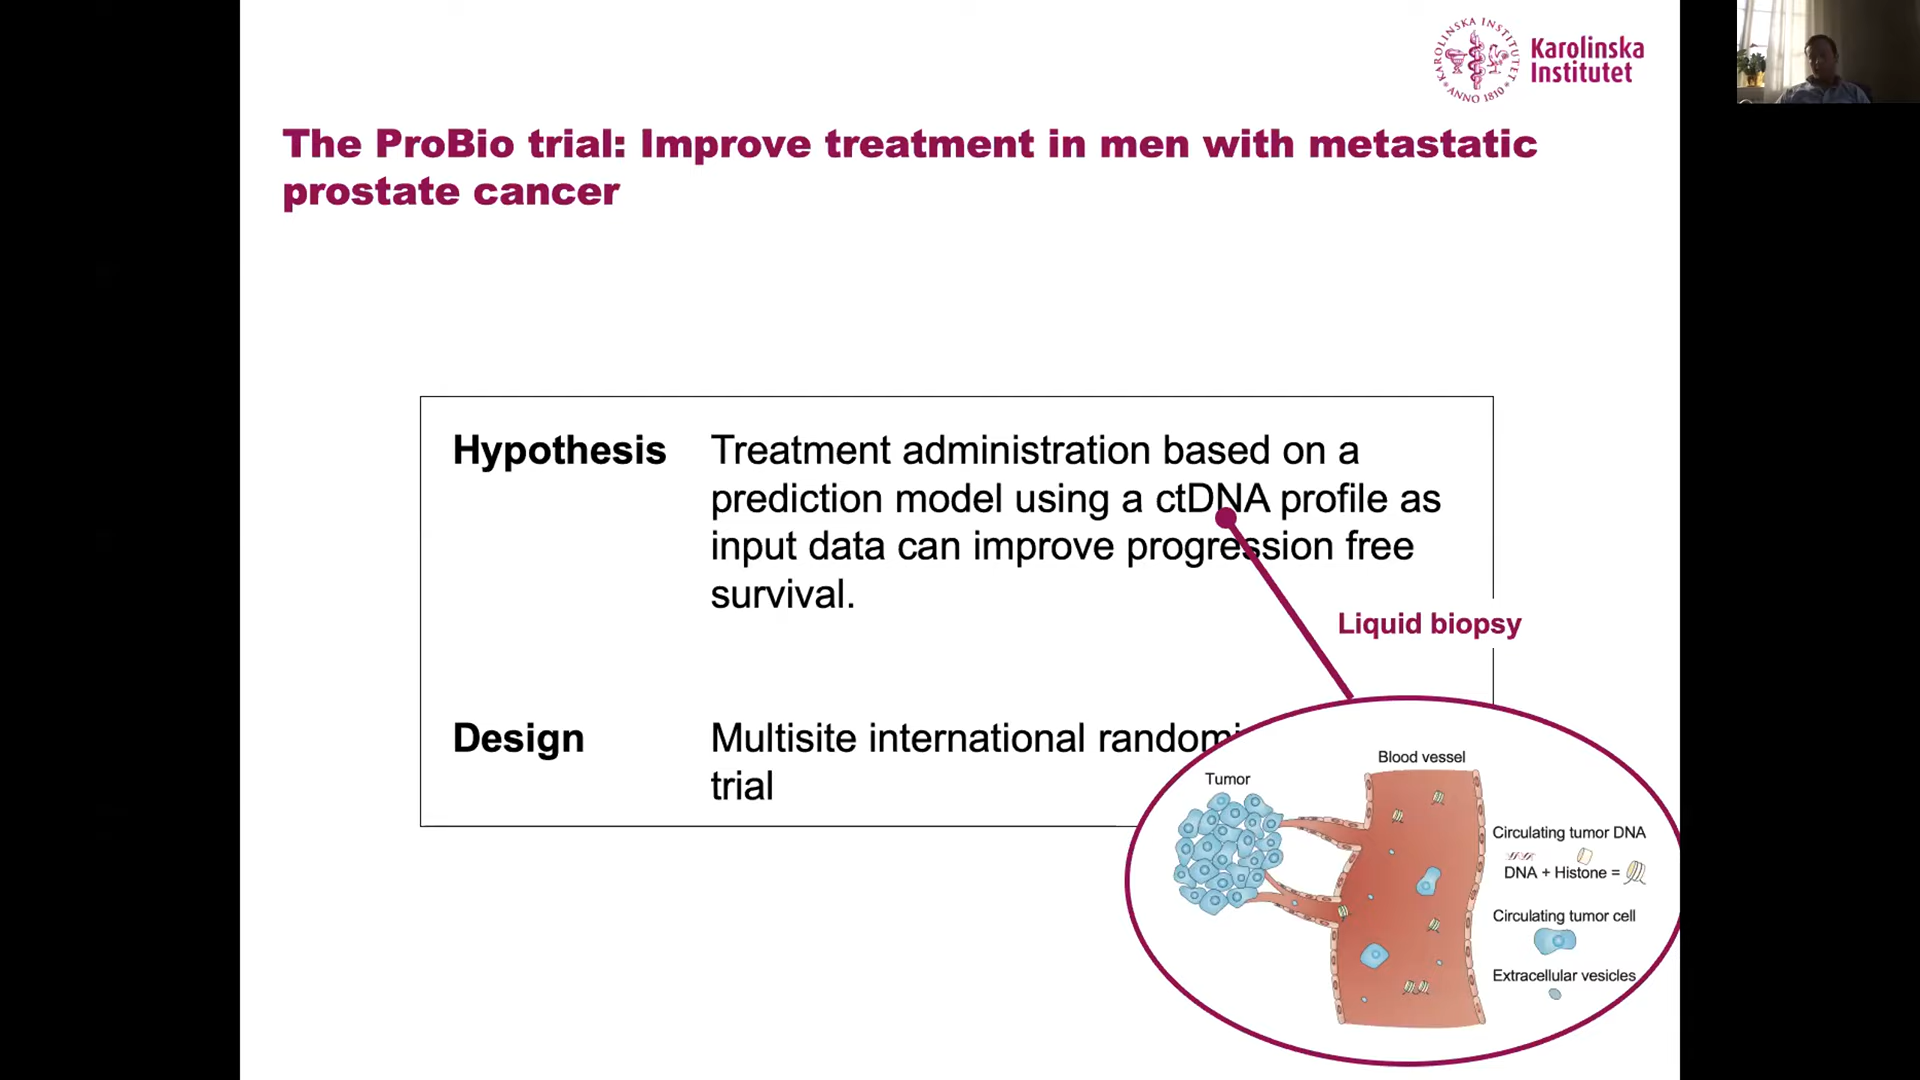 KAROLINSKA INSTITUTET
ANNO 1810
Karolinska
Institutet
The ProBio trial: Improve treatment in men with metastatic
prostate cancer
Hypothesis
Treatment administration based on a
prediction model using a ctDNA profile as
input data can improve progression free
survival.
Liquid biopsy
Design
Multisite international randomi
trial
Tumor
Blood vessel
Circulating tumor DNA
DNA + Histone =
Circulating tumor cell
Extracellular vesicles